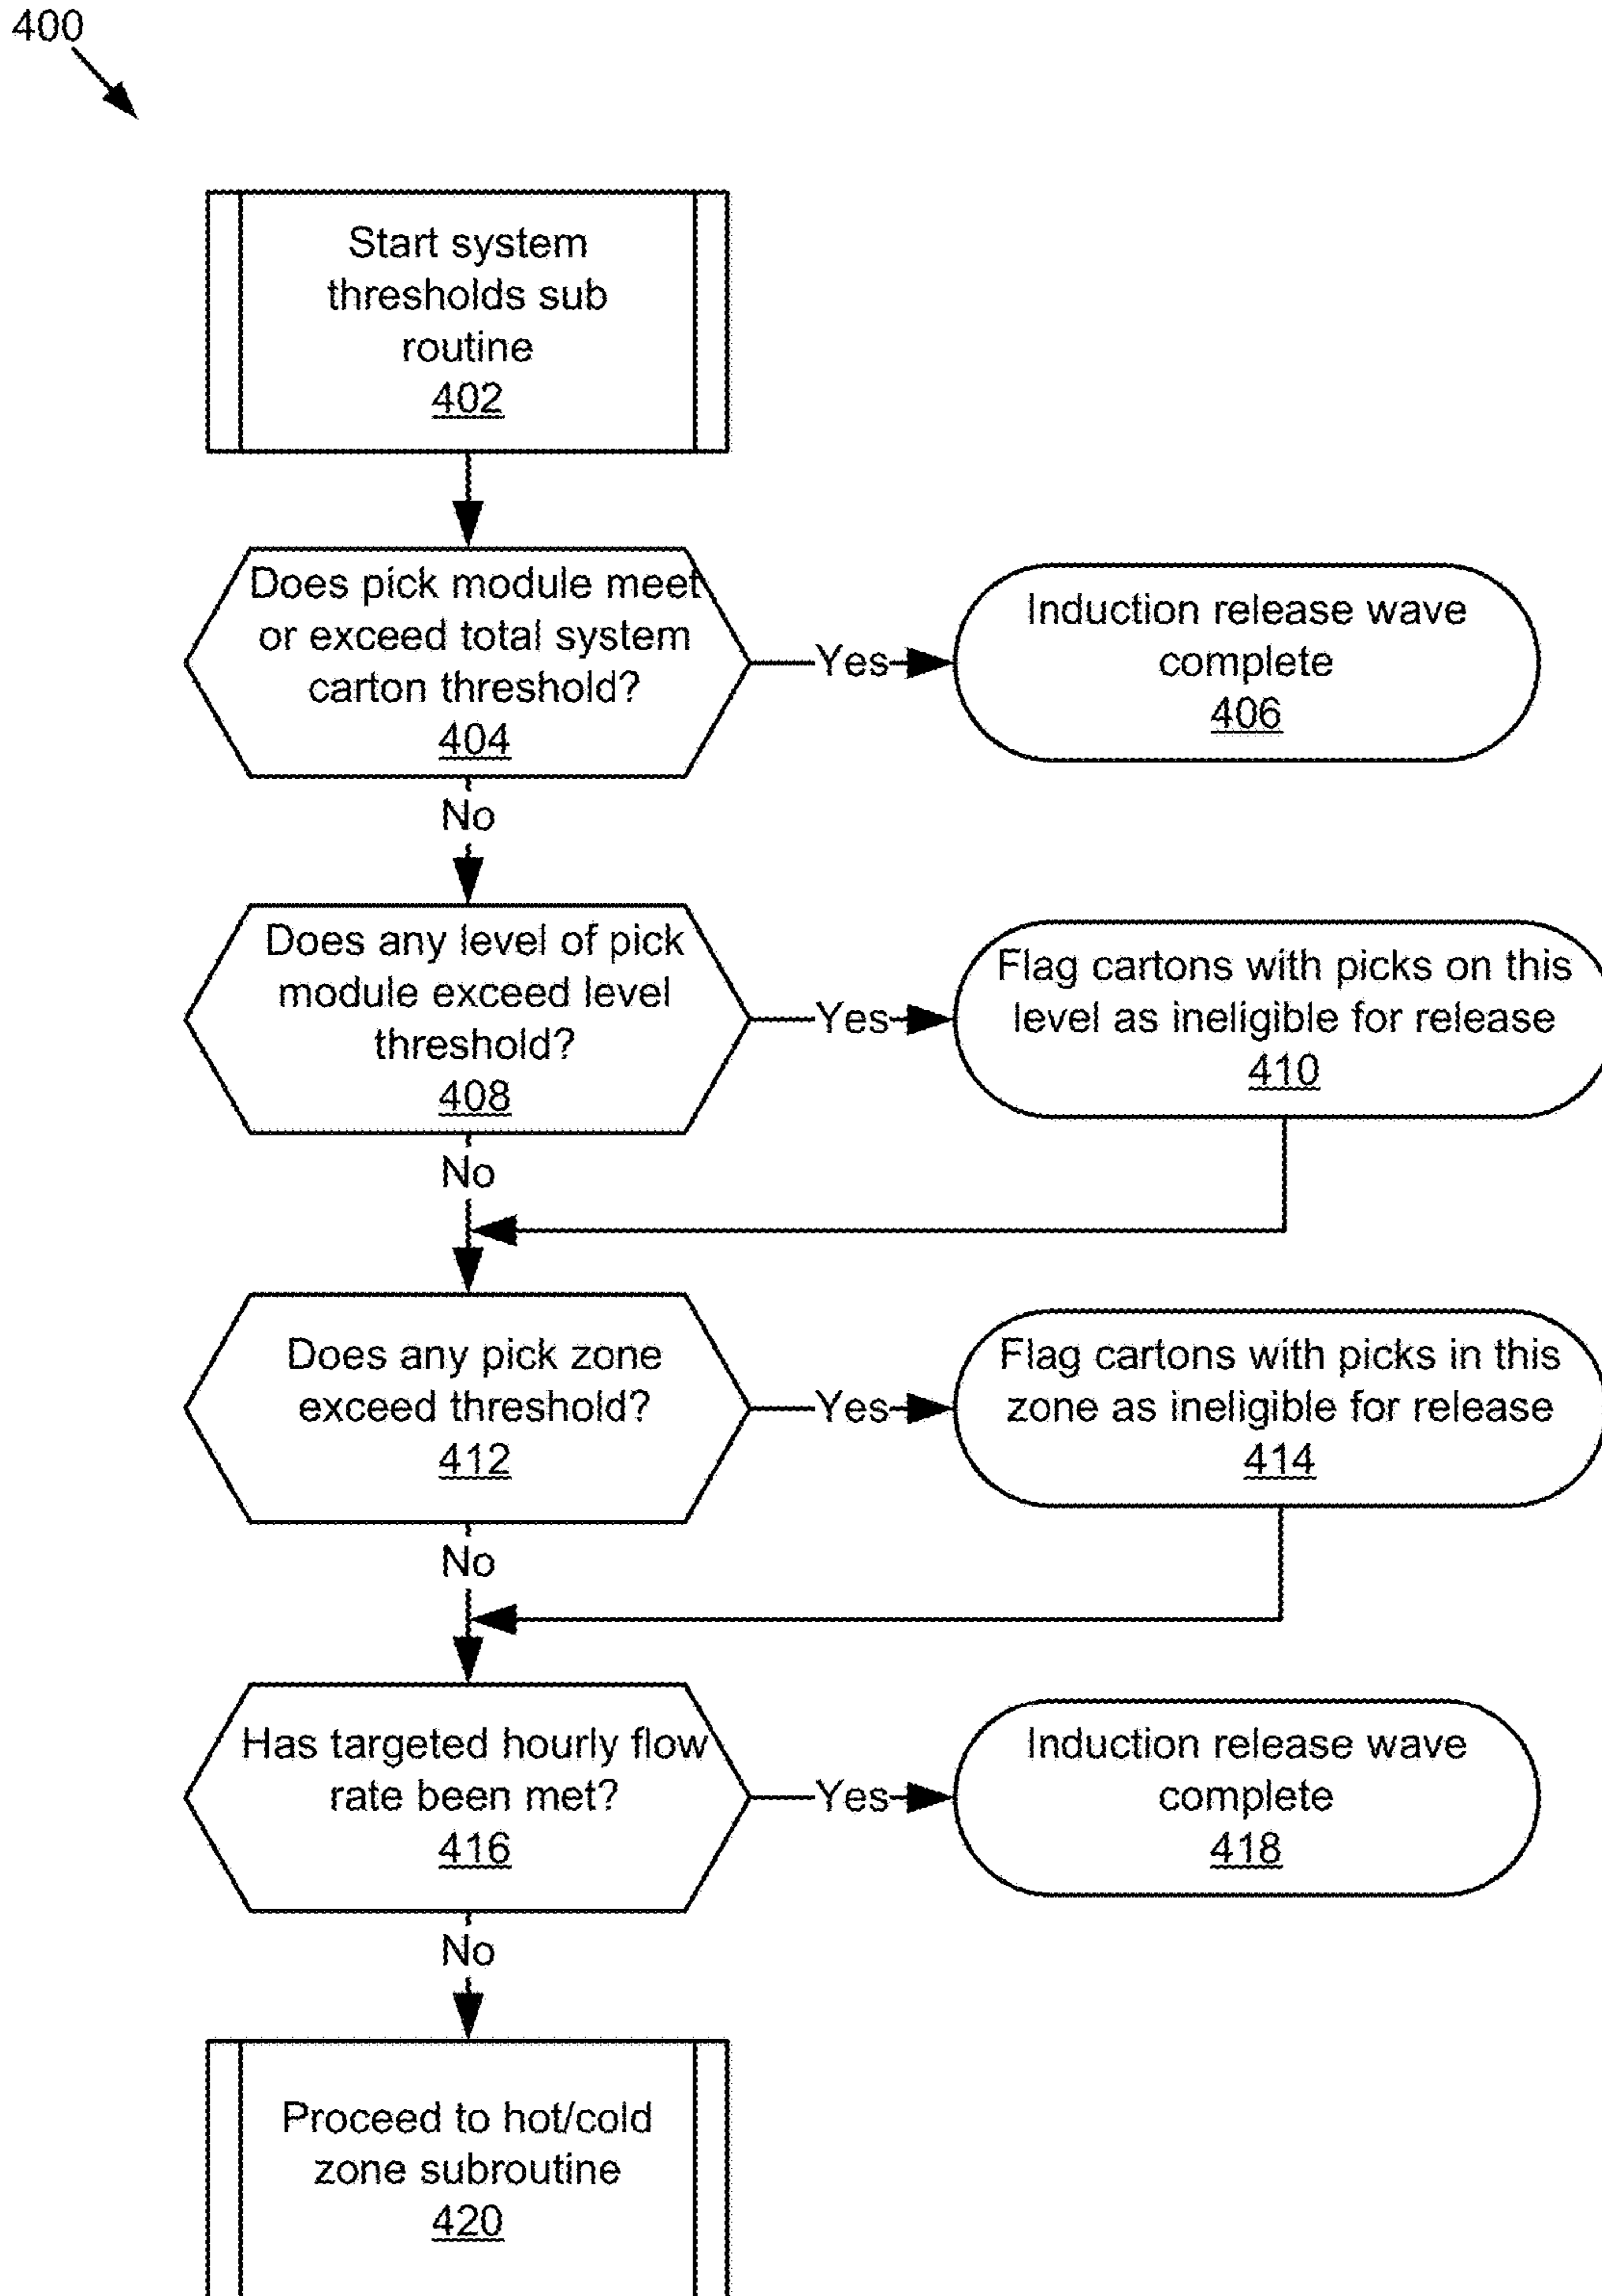 400
Start system
thresholds sub
routine
402
Does pick module meet
or exceed total system
carton threshold?
404
Yes
Induction release wave
complete
406
No
Does any level of pick
module exceed level
threshold?
408
Yes
Flag cartons with picks on this
level as ineligible for release
410
No
Does any pick zone
exceed threshold?
412
Yes
Flag cartons with picks in this
zone as ineligible for release
414
No
Has targeted hourly flow
rate been met?
416
Yes
Induction release wave
complete
418
No
Proceed to hot/cold
zone subroutine
420